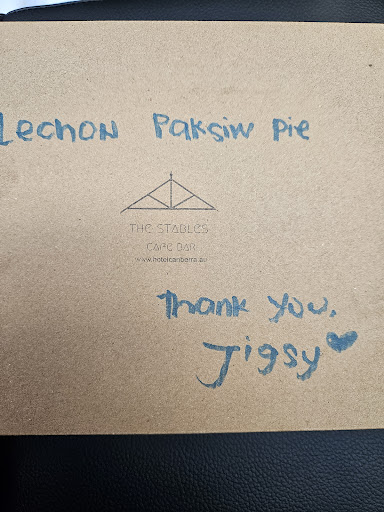 Lechon Paksiw Pie
THE STABLES
CAFE BAR
www.hotelcanberra.au
Thank you.
Jigsy